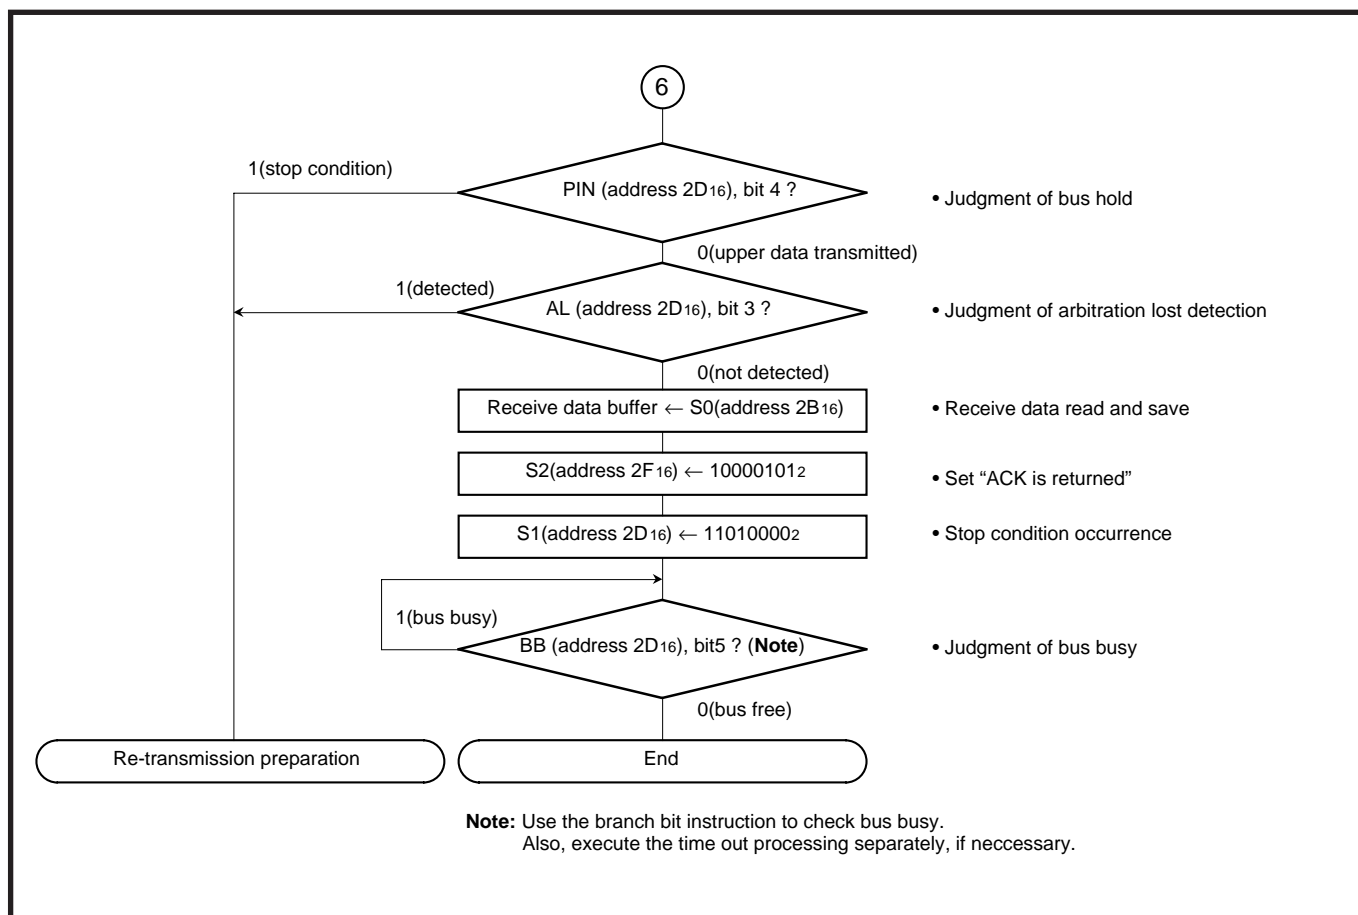 6
1(stop condition)
PIN (address 2D16), bit 4 ?
• Judgment of bus hold
0(upper data transmitted)
1(detected)
AL (address 2D16), bit 3 ?
• Judgment of arbitration lost detection
0(not detected)
Receive data buffer ← S0(address 2B16)
• Receive data read and save
S2(address 2F16) ← 100001012
• Set “ACK is returned”
S1(address 2D16) ← 110100002
• Stop condition occurrence
1(bus busy)
BB (address 2D16), bit5 ? (Note)
• Judgment of bus busy
0(bus free)
Re-transmission preparation
End
Note: Use the branch bit instruction to check bus busy.
Also, execute the time out processing separately, if neccessary.